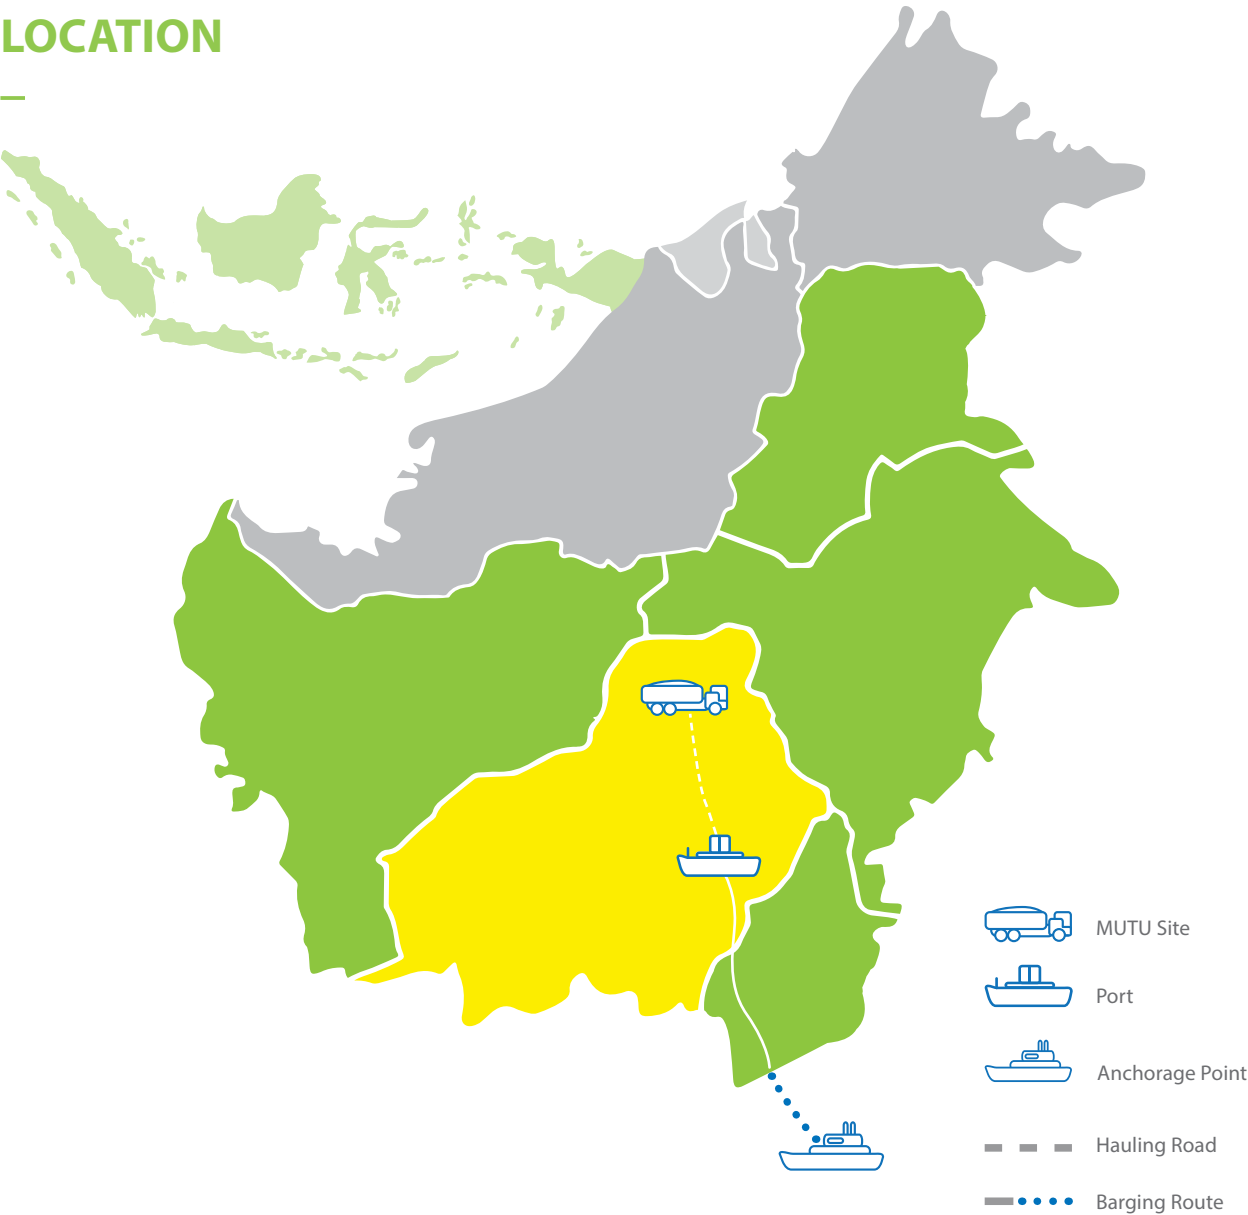 LOCATION
MUTU Site
Port
Anchorage Point
Hauling Road
Barging Route